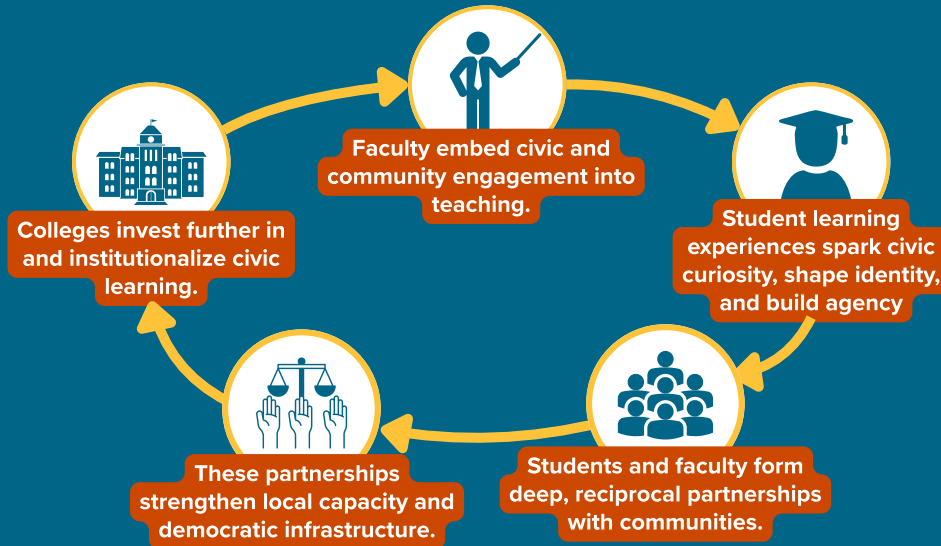 Faculty embed civic and
community engagement into
teaching.
Student learning
experiences spark civic
curiosity, shape identity,
and build agency
Students and faculty form
deep, reciprocal partnerships
with communities.
These partnerships
strengthen local capacity and
democratic infrastructure.
Colleges invest further in
and institutionalize civic
learning.